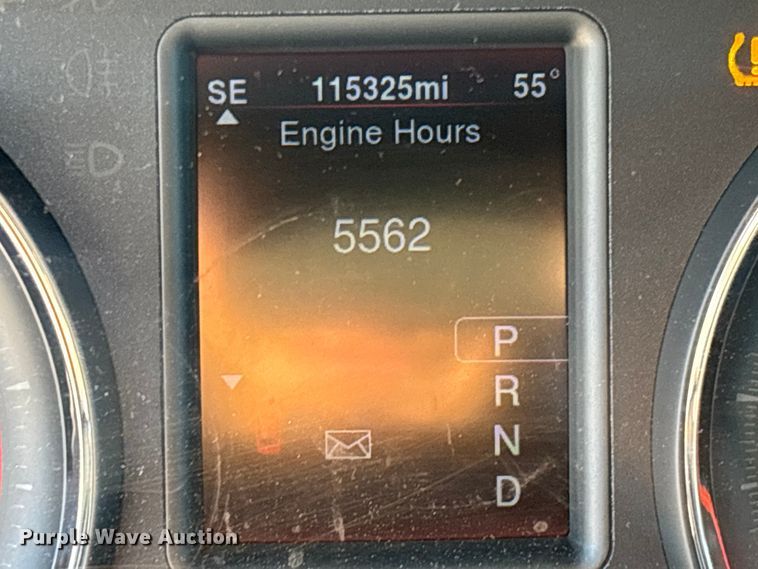 SE 115325mi 55°
Engine Hours
5562
P
R
N
D
Purple Wave Auction